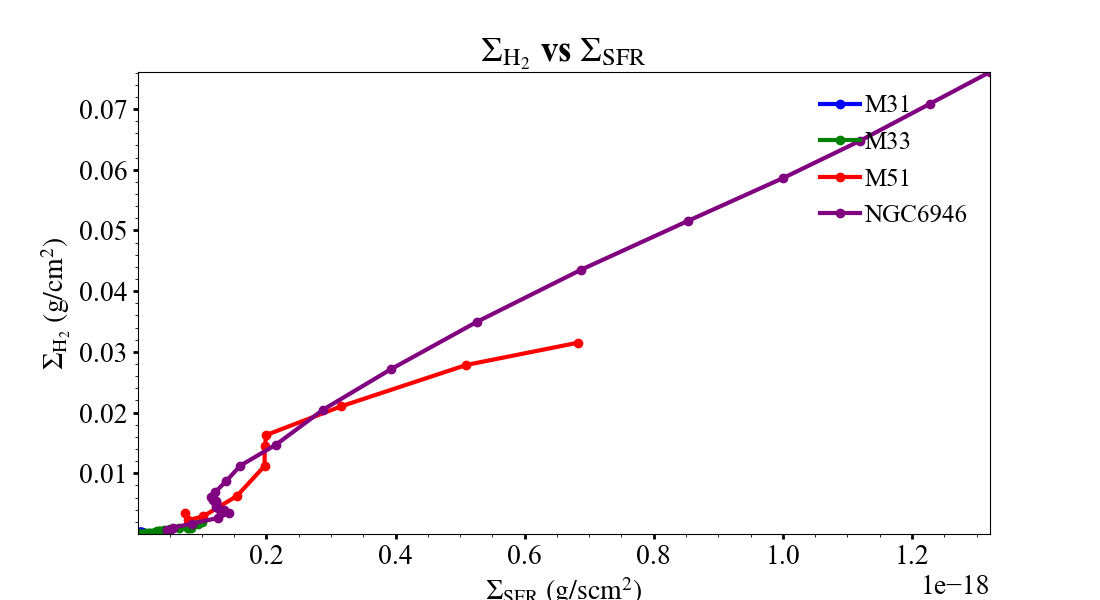 Σ_H₂ vs Σ_SFR
M31
M33
M51
NGC6946
Σ_H₂ (g/cm²)
0.07
0.06
0.05
0.04
0.03
0.02
0.01
0.2 0.4 0.6 0.8 1.0 1.2
1e−18
Σ_SFR (g/scm²)